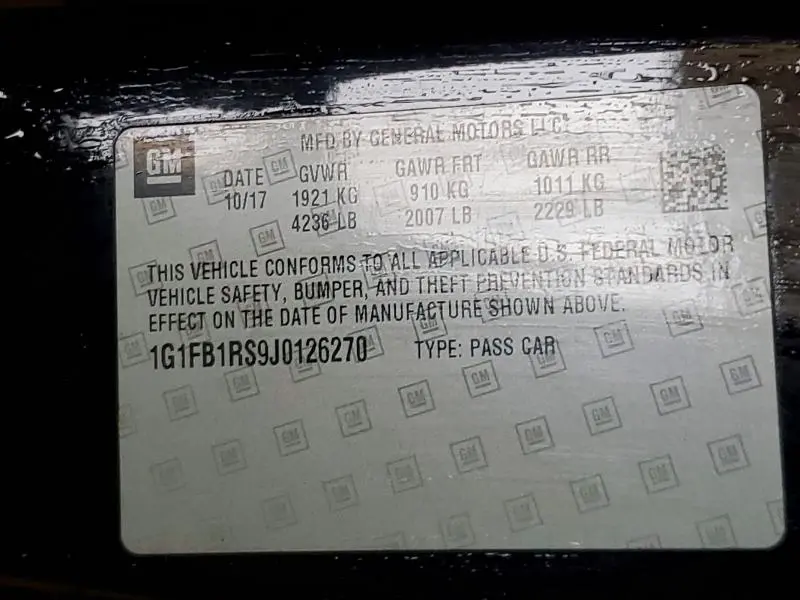 MFD BY GENERAL MOTORS LLC
GM
DATE GVWR GAWR FRT GAWR RR
10/17 1921 KG 910 KG 1011 KG
4236 LB 2007 LB 2229 LB
THIS VEHICLE CONFORMS TO ALL APPLICABLE U.S. FEDERAL MOTOR
VEHICLE SAFETY, BUMPER, AND THEFT PREVENTION STANDARDS IN
EFFECT ON THE DATE OF MANUFACTURE SHOWN ABOVE.
1G1FB1RS9J0126270 TYPE: PASS CAR